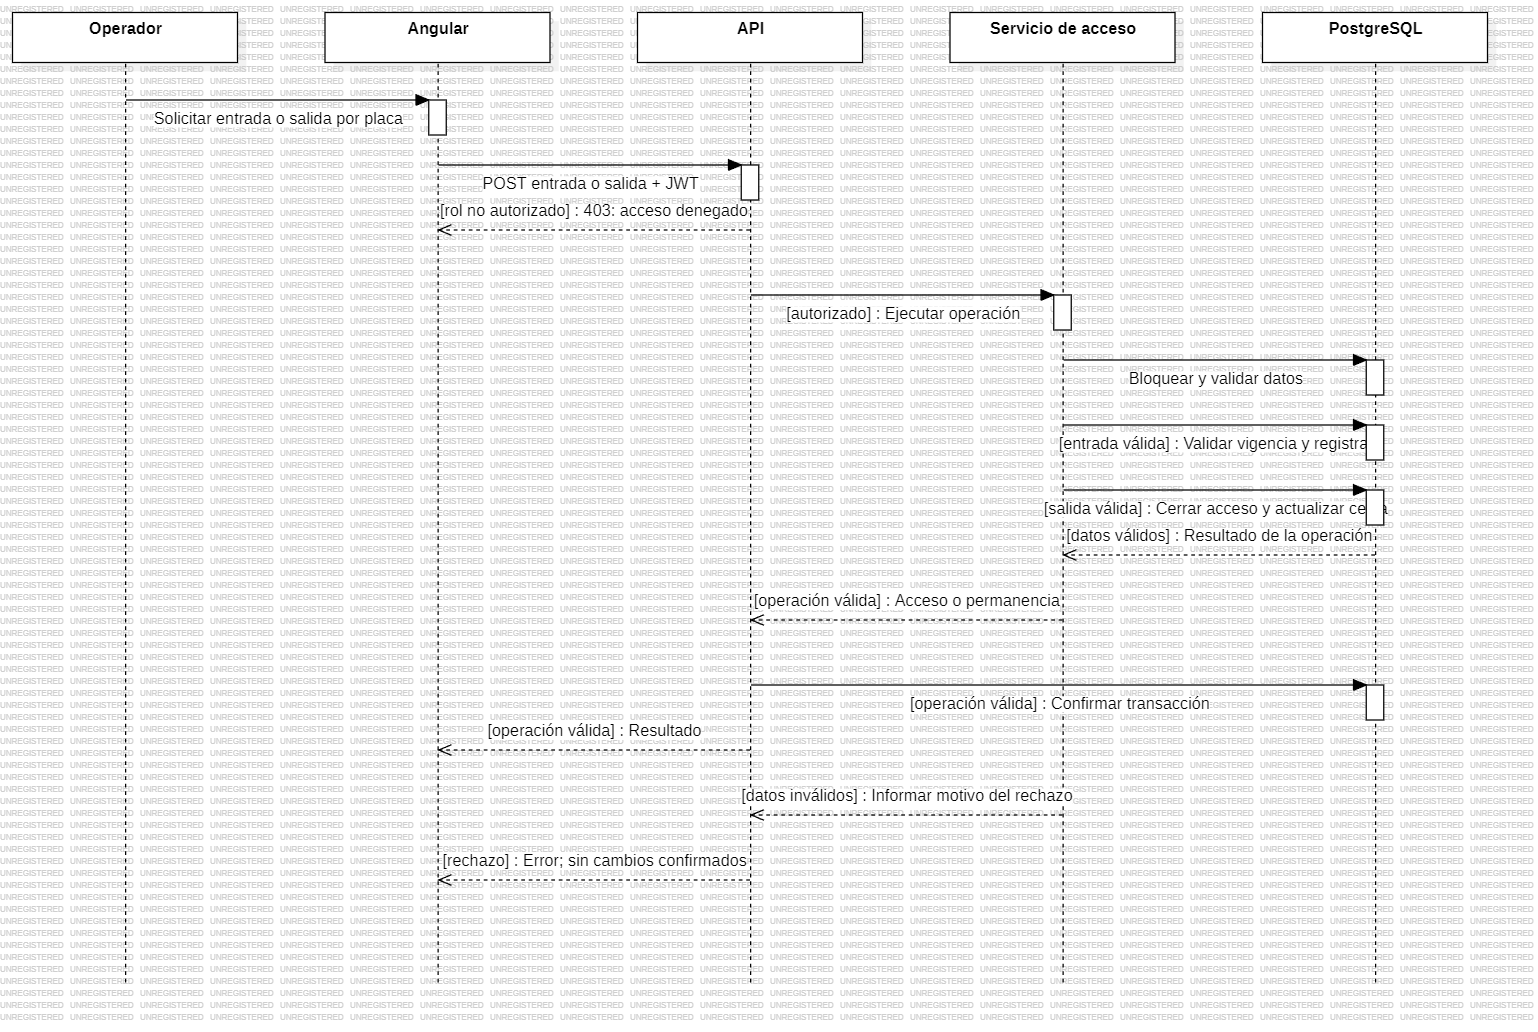 Operador
Angular
API
Servicio de acceso
PostgreSQL
Solicitar entrada o salida por placa
POST entrada o salida + JWT
[rol no autorizado] : 403: acceso denegado
[autorizado] : Ejecutar operación
Bloquear y validar datos
[entrada válida] : Validar vigencia y registra
[salida válida] : Cerrar acceso y actualizar
[datos válidos] : Resultado de la operación
[operación válida] : Acceso o permanencia
[operación válida] : Confirmar transacción
[operación válida] : Resultado
[datos inválidos] : Informar motivo del rechazo
[rechazo] : Error; sin cambios confirmados
UNREGISTERED